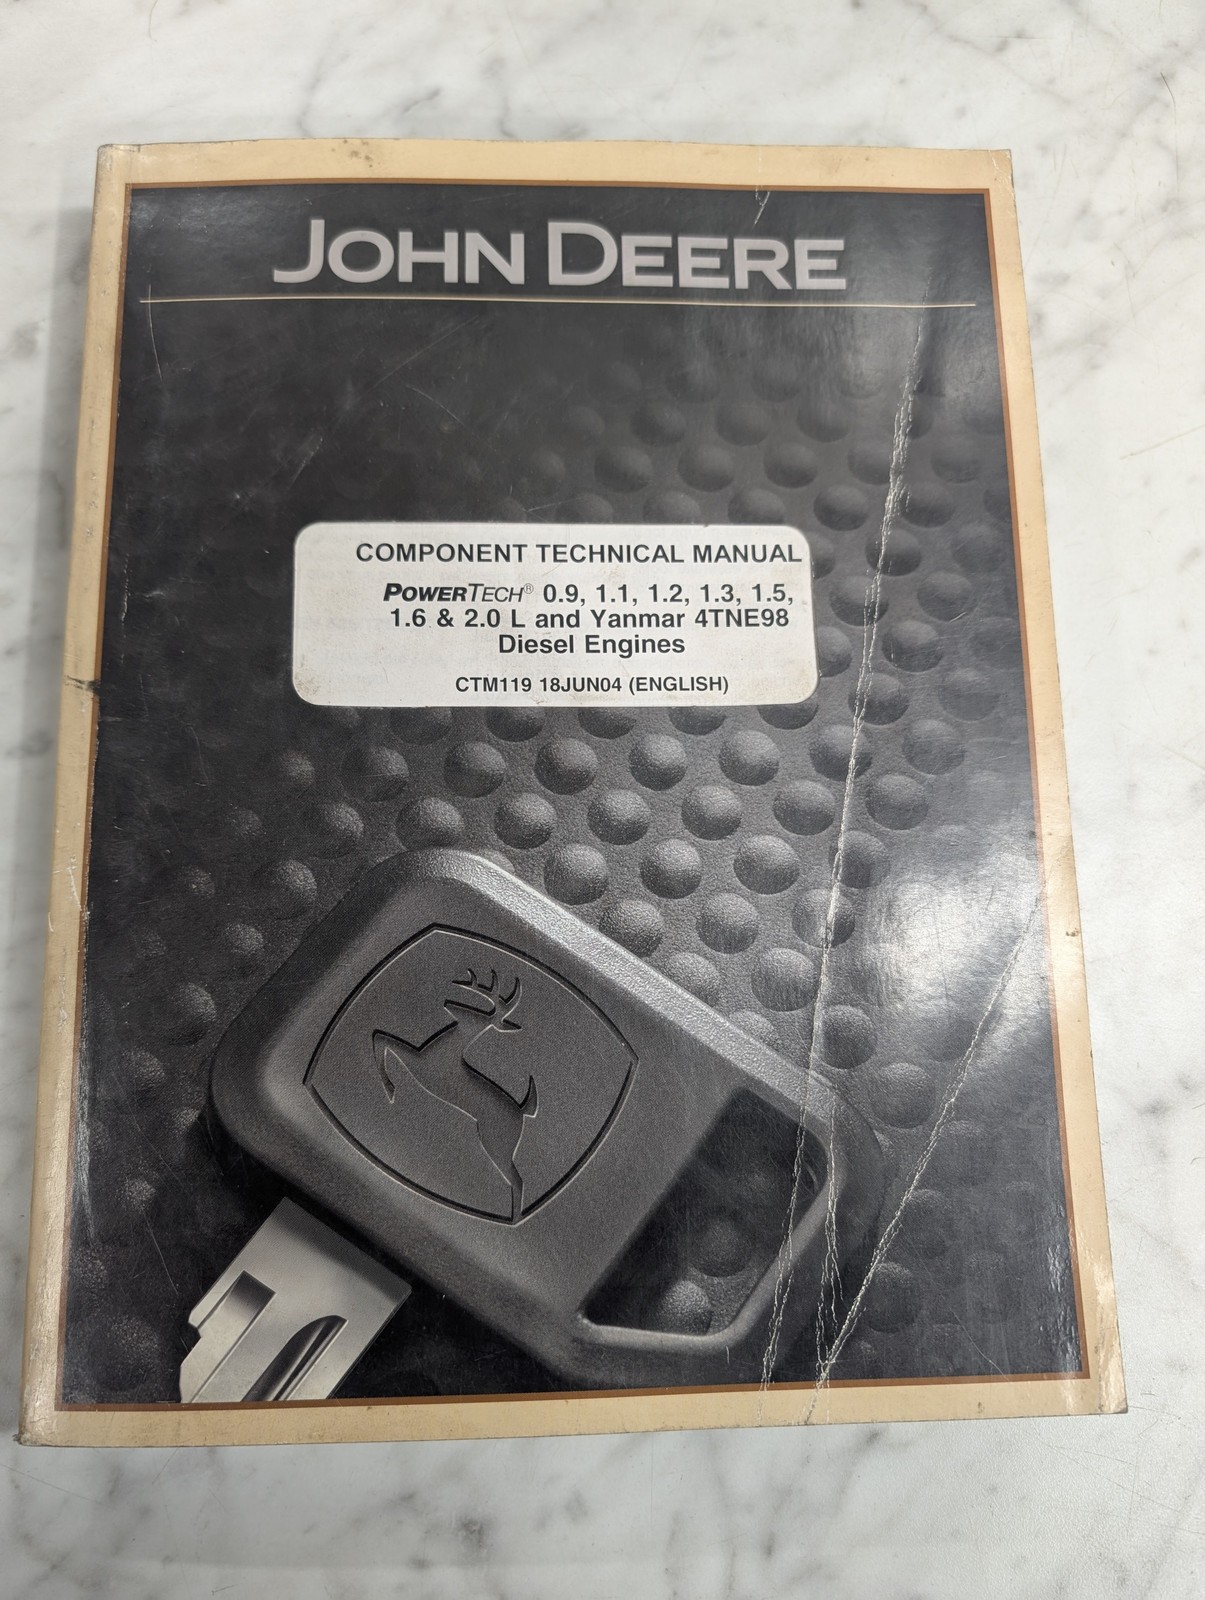 JOHN DEERE
COMPONENT TECHNICAL MANUAL
POWERTECH® 0.9, 1.1, 1.2, 1.3, 1.5,
1.6 & 2.0 L and Yanmar 4TNE98
Diesel Engines
CTM119 18JUN04 (ENGLISH)